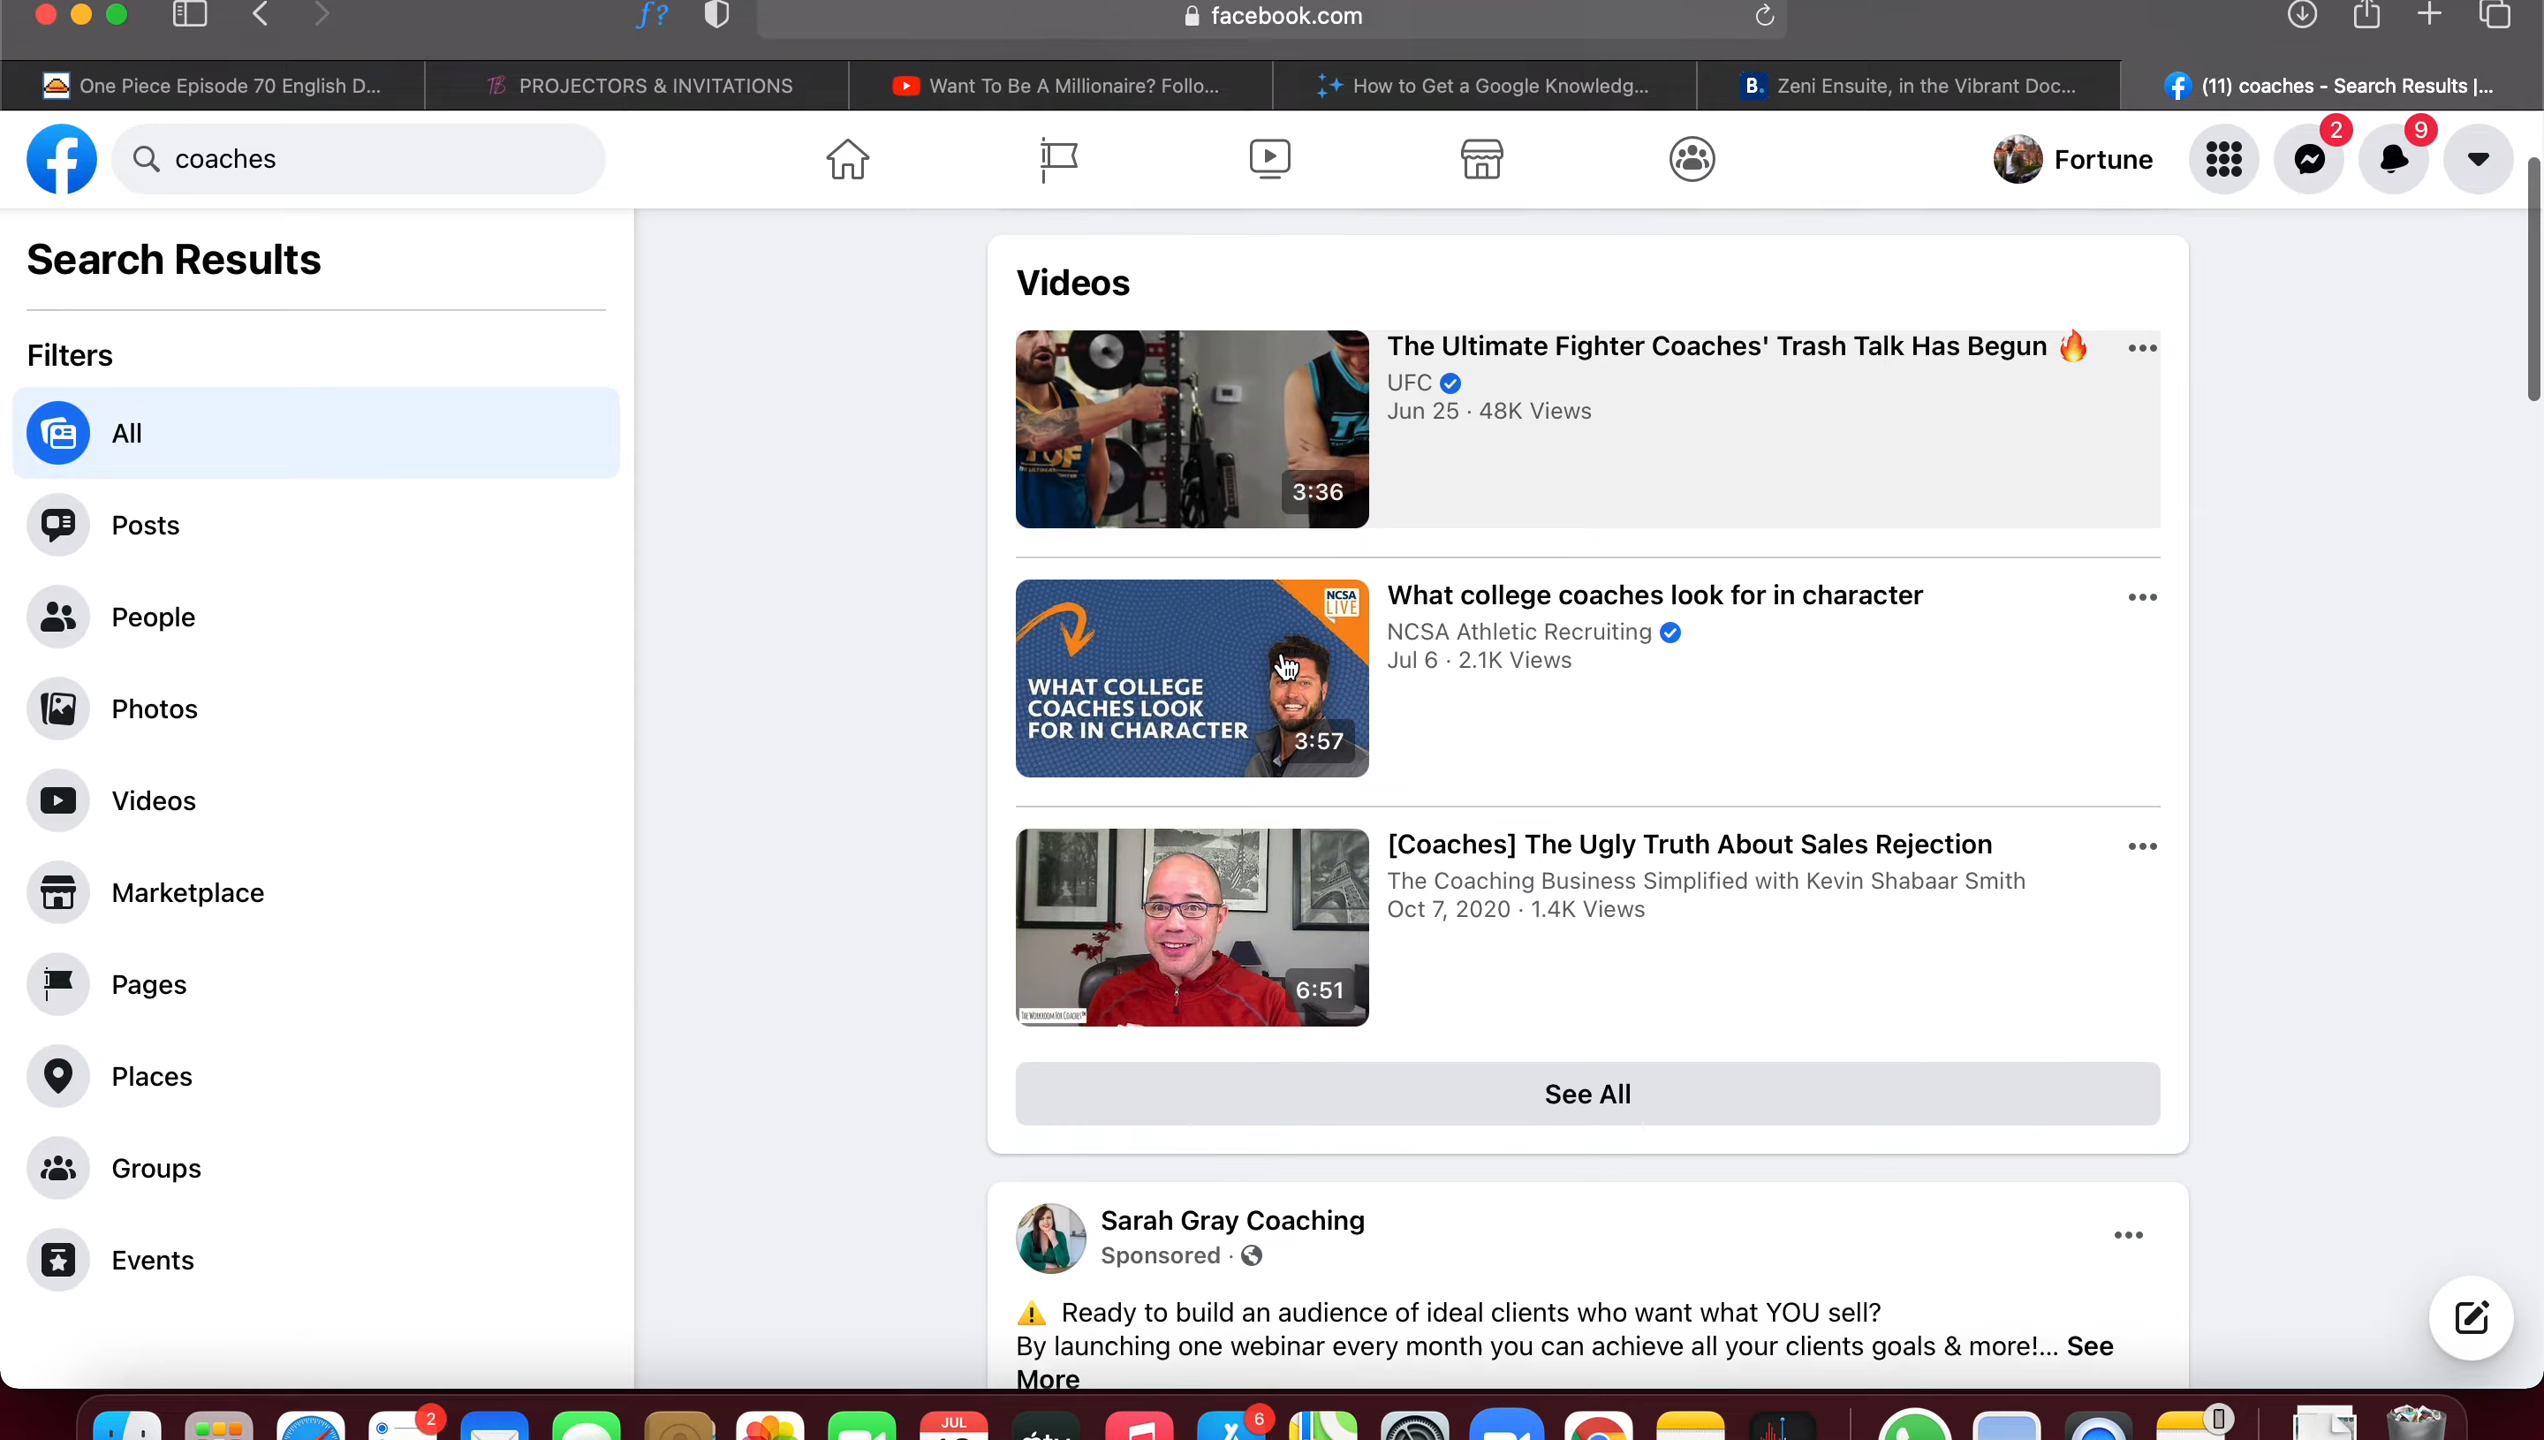 f?
facebook.com
One Piece Episode 70 English D...
TB PROJECTORS & INVITATIONS
Want To Be A Millionaire? Follo...
How to Get a Google Knowledg...
B. Zeni Ensuite, in the Vibrant Doc...
(11) coaches - Search Results |...
coaches
Fortune
2
9
Search Results
Filters
All
Posts
People
Photos
Videos
Marketplace
Pages
Places
Groups
Events
Videos
The Ultimate Fighter Coaches' Trash Talk Has Begun 🔥
UFC
Jun 25 · 48K Views
3:36
What college coaches look for in character
NCSA Athletic Recruiting
Jul 6 · 2.1K Views
NCSA
LIVE
WHAT COLLEGE
COACHES LOOK
FOR IN CHARACTER
3:57
[Coaches] The Ugly Truth About Sales Rejection
The Coaching Business Simplified with Kevin Shabaar Smith
Oct 7, 2020 · 1.4K Views
6:51
THE WORKROOM FOR COACHES
See All
Sarah Gray Coaching
Sponsored ·
⚠️ Ready to build an audience of ideal clients who want what YOU sell?
By launching one webinar every month you can achieve all your clients goals & more!... See
More
2
JUL
6